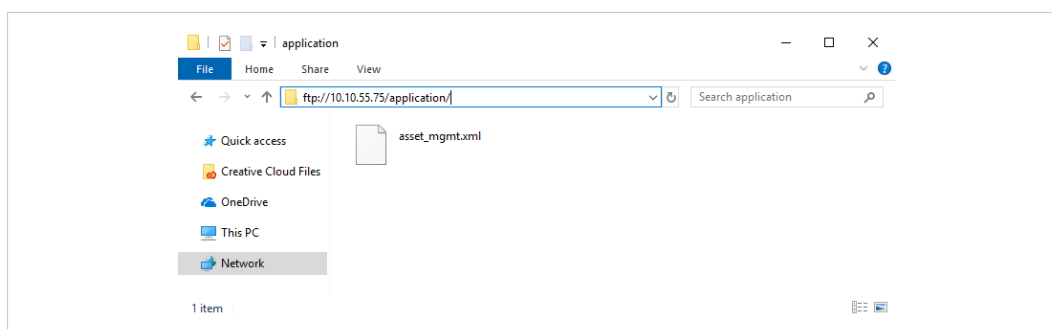 application
File Home Share View
ftp://10.10.55.75/application/
Search application
asset_mgmt.xml
Quick access
Creative Cloud Files
OneDrive
This PC
Network
1 item